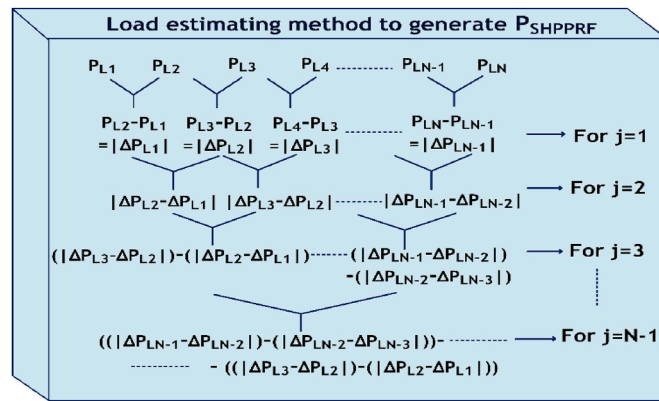 Load estimating method to generate P_SHPPRF
P_L1 P_L2 P_L3 P_L4 ---------- P_LN-1 P_LN
P_L2-P_L1 P_L3-P_L2 P_L4-P_L3 -------- P_LN-P_LN-1
=|ΔP_L1| =|ΔP_L2| =|ΔP_L3| =|ΔP_LN-1| For j=1
|ΔP_L2-ΔP_L1| |ΔP_L3-ΔP_L2|--------|ΔP_LN-1-ΔP_LN-2| For j=2
(|ΔP_L3-ΔP_L2|)-(|ΔP_L2-ΔP_L1|)------(|ΔP_LN-1-ΔP_LN-2|) For j=3
-(|ΔP_LN-2-ΔP_LN-3|)
((|ΔP_LN-1-ΔP_LN-2|)-(|ΔP_LN-2-ΔP_LN-3|))- -------- For j=N-1
-------- - ((|ΔP_L3-ΔP_L2|)-(|ΔP_L2-ΔP_L1|))